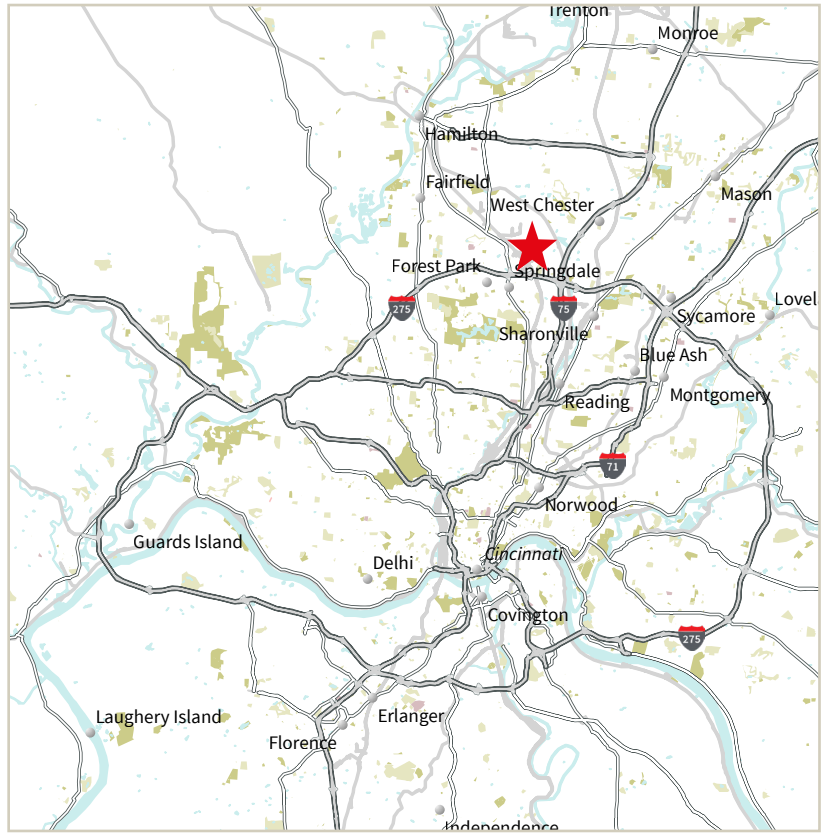 Trenton
Monroe
Hamilton
Fairfield
Mason
West Chester
Forest Park
Springdale
275
75
Lovel
Sycamore
Sharonville
Blue Ash
Montgomery
Reading
71
Norwood
Guards Island
Cincinnati
Delhi
Covington
275
Laughery Island
Erlanger
Florence
Independence